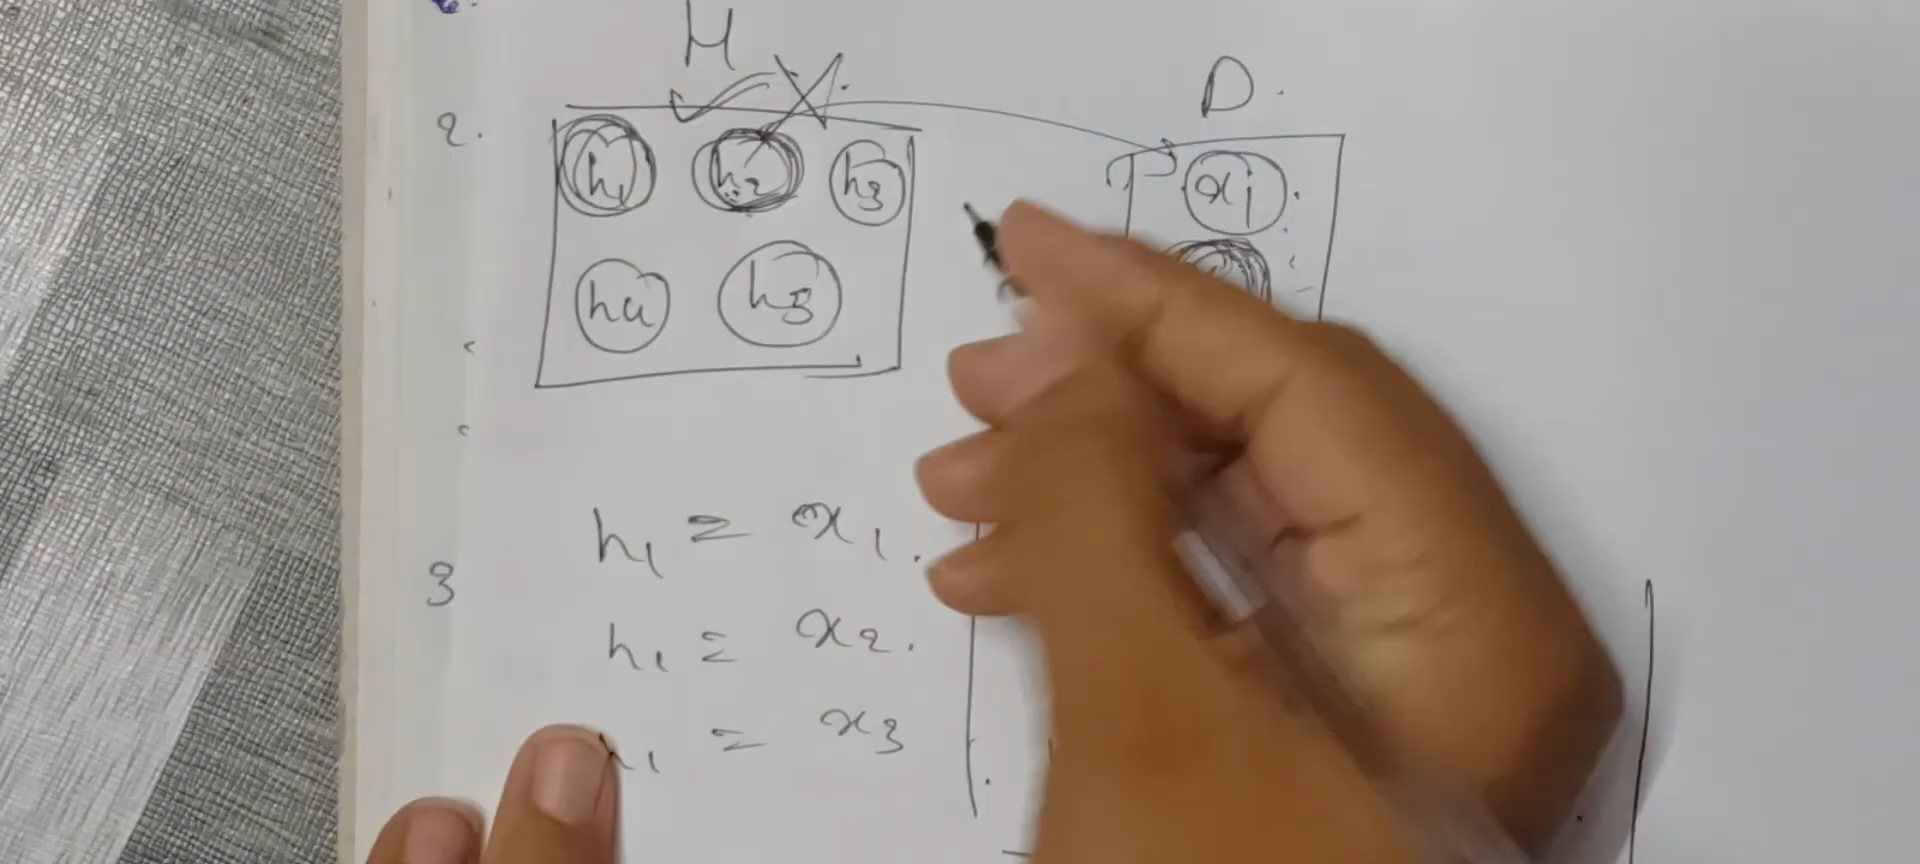 H D.
2.
h1 h2 h3 x1
h4 h5
h1 = x1.
3
h1 = x2.
h1 = x3